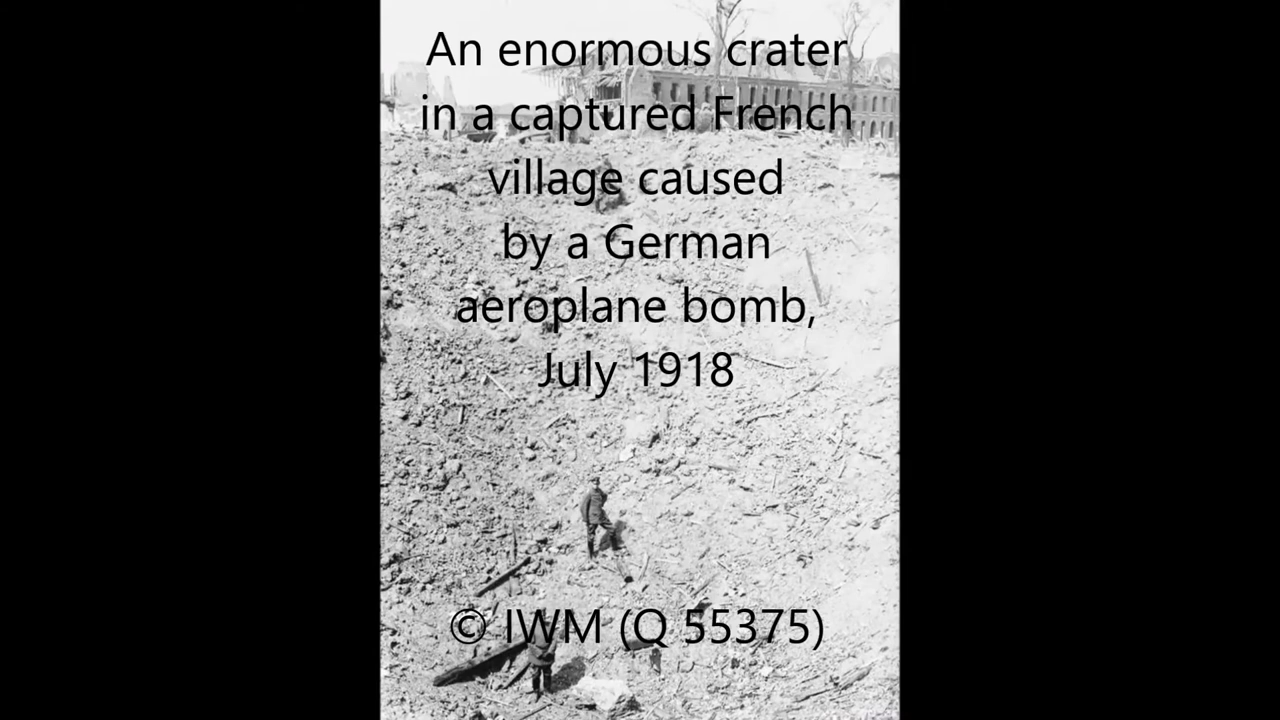 An enormous crater
in a captured French
village caused
by a German
aeroplane bomb,
July 1918
© IWM (Q 55375)